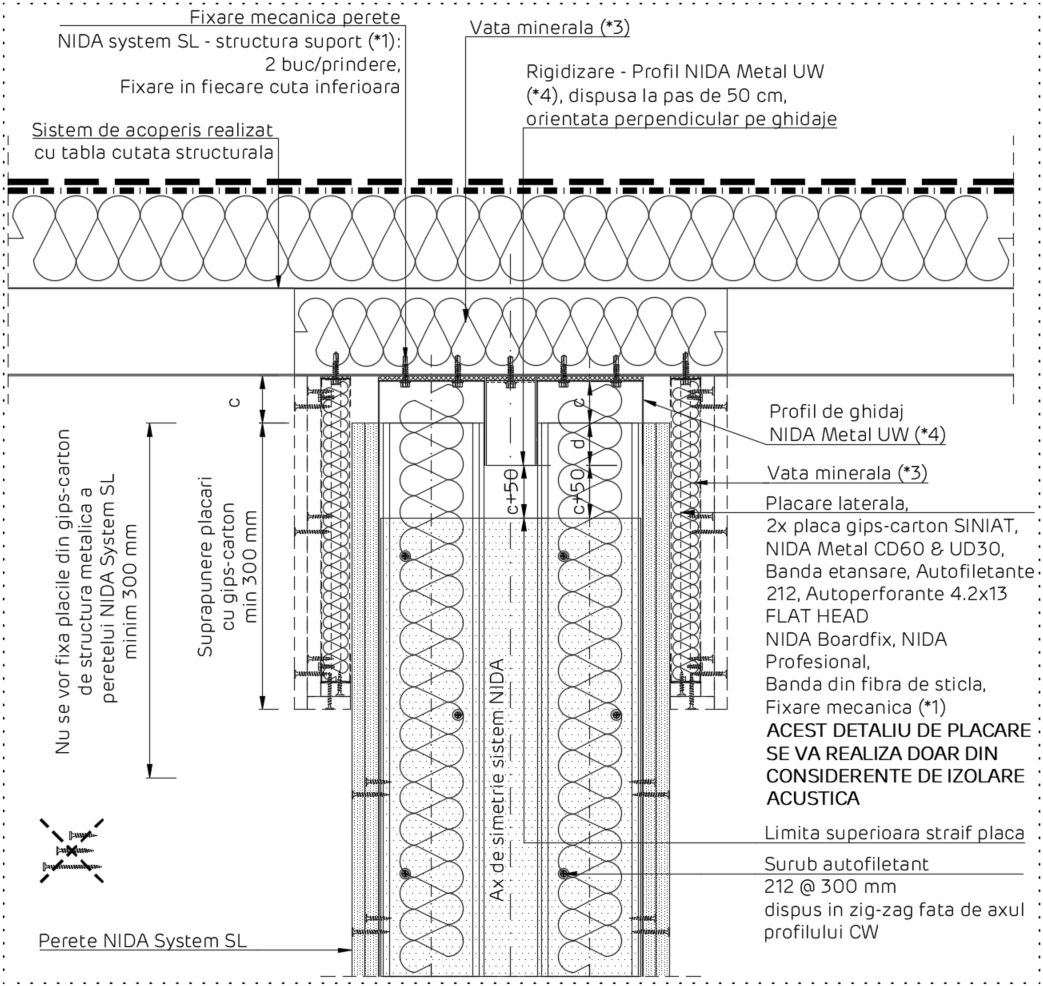 Fixare mecanica perete
NIDA system SL - structura suport (*1):
2 buc/prindere,
Fixare in fiecare cuta inferioara
Vata minerala (*3)
Rigidizare - Profil NIDA Metal UW
(*4), dispusa la pas de 50 cm,
orientata perpendicular pe ghidaje
Sistem de acoperis realizat
cu tabla cutata structurala
c
c
d
c+50
c+50
Nu se vor fixa placile din gips-carton
de structura metalica a
peretelui NIDA System SL
minim 300 mm
Suprapunere placari
cu gips-carton
min 300 mm
Ax de simetrie sistem NIDA
Profil de ghidaj
NIDA Metal UW (*4)
Vata minerala (*3)
Placare laterala,
2x placa gips-carton SINIAT,
NIDA Metal CD60 & UD30,
Banda etansare, Autofiletante
212, Autoperforante 4.2x13
FLAT HEAD
NIDA Boardfix, NIDA
Profesional,
Banda din fibra de sticla,
Fixare mecanica (*1)
ACEST DETALIU DE PLACARE
SE VA REALIZA DOAR DIN
CONSIDERENTE DE IZOLARE
ACUSTICA
Limita superioara straif placa
Surub autofiletant
212 @ 300 mm
dispus in zig-zag fata de axul
profilului CW
Perete NIDA System SL